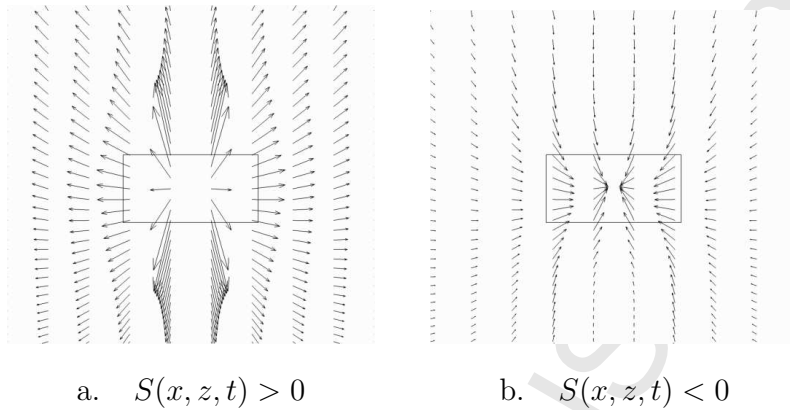 a. S(x, z, t) > 0 b. S(x, z, t) < 0